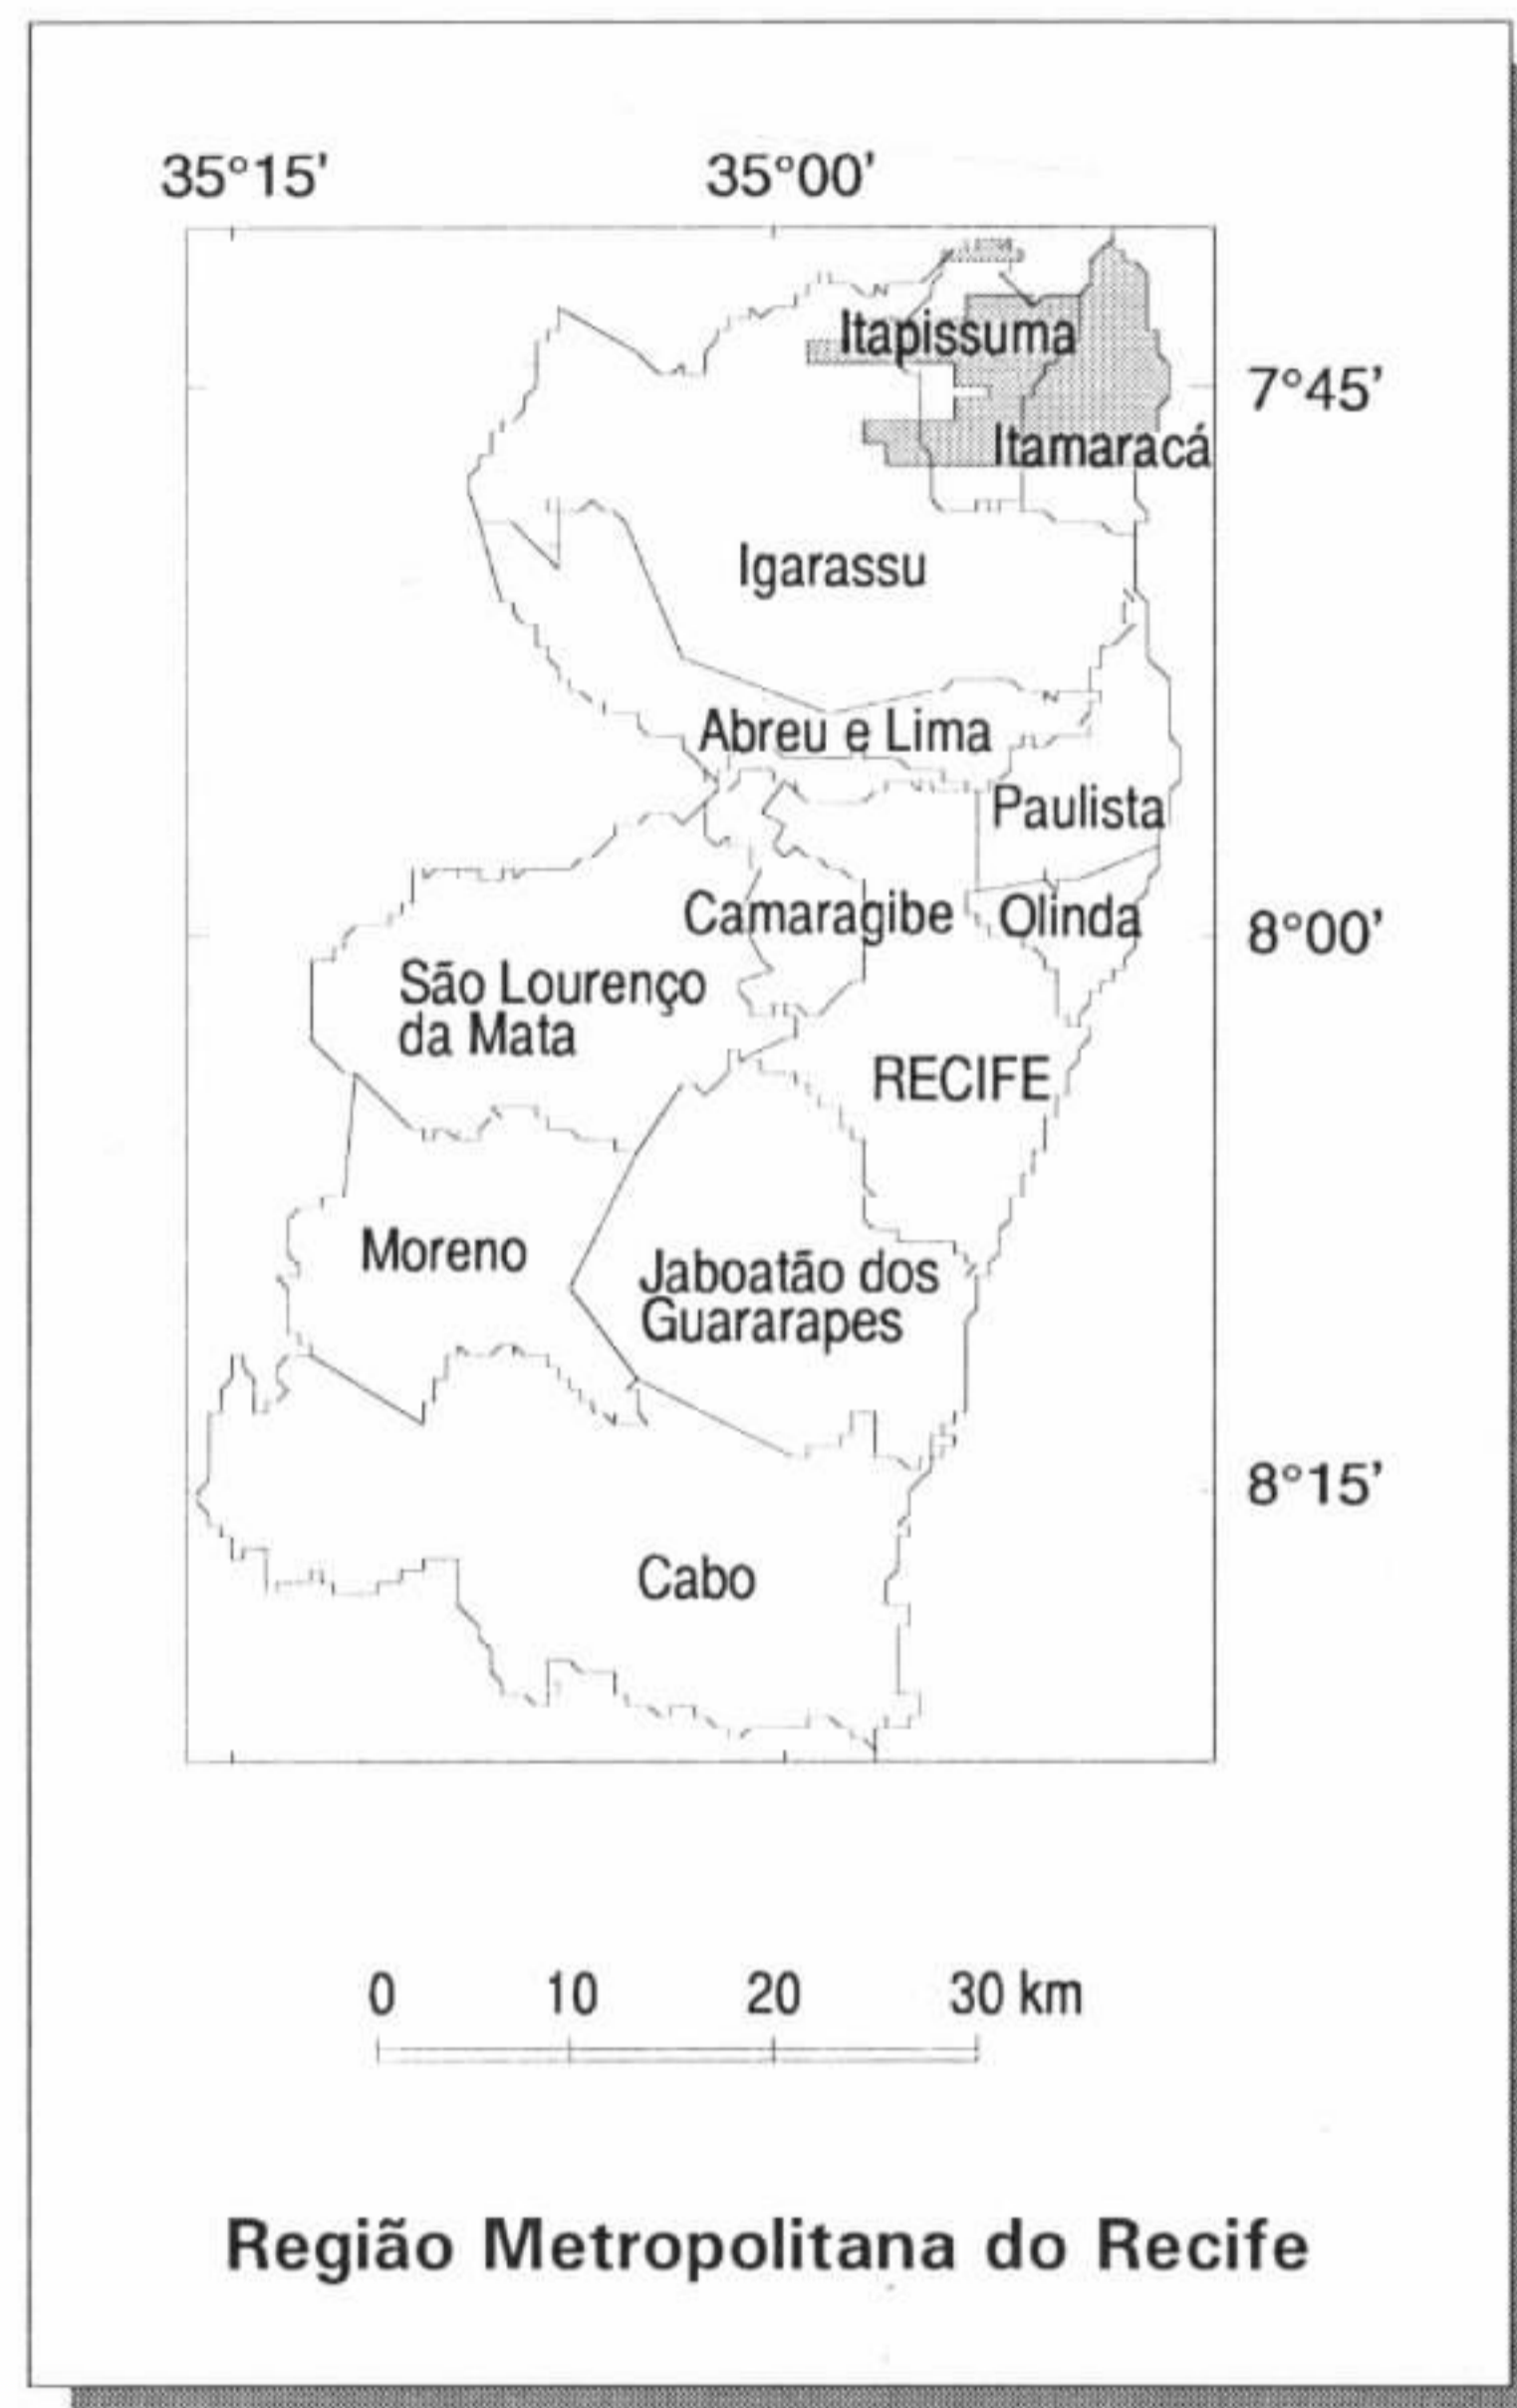 35°15' 35°00'
Itapissuma
7°45'
Itamaracá
Igarassu
Abreu e Lima
Paulista
Camaragibe
Olinda
8°00'
São Lourenço
da Mata
RECIFE
Moreno
Jaboatão dos
Guararapes
8°15'
Cabo
0 10 20 30 km
Região Metropolitana do Recife